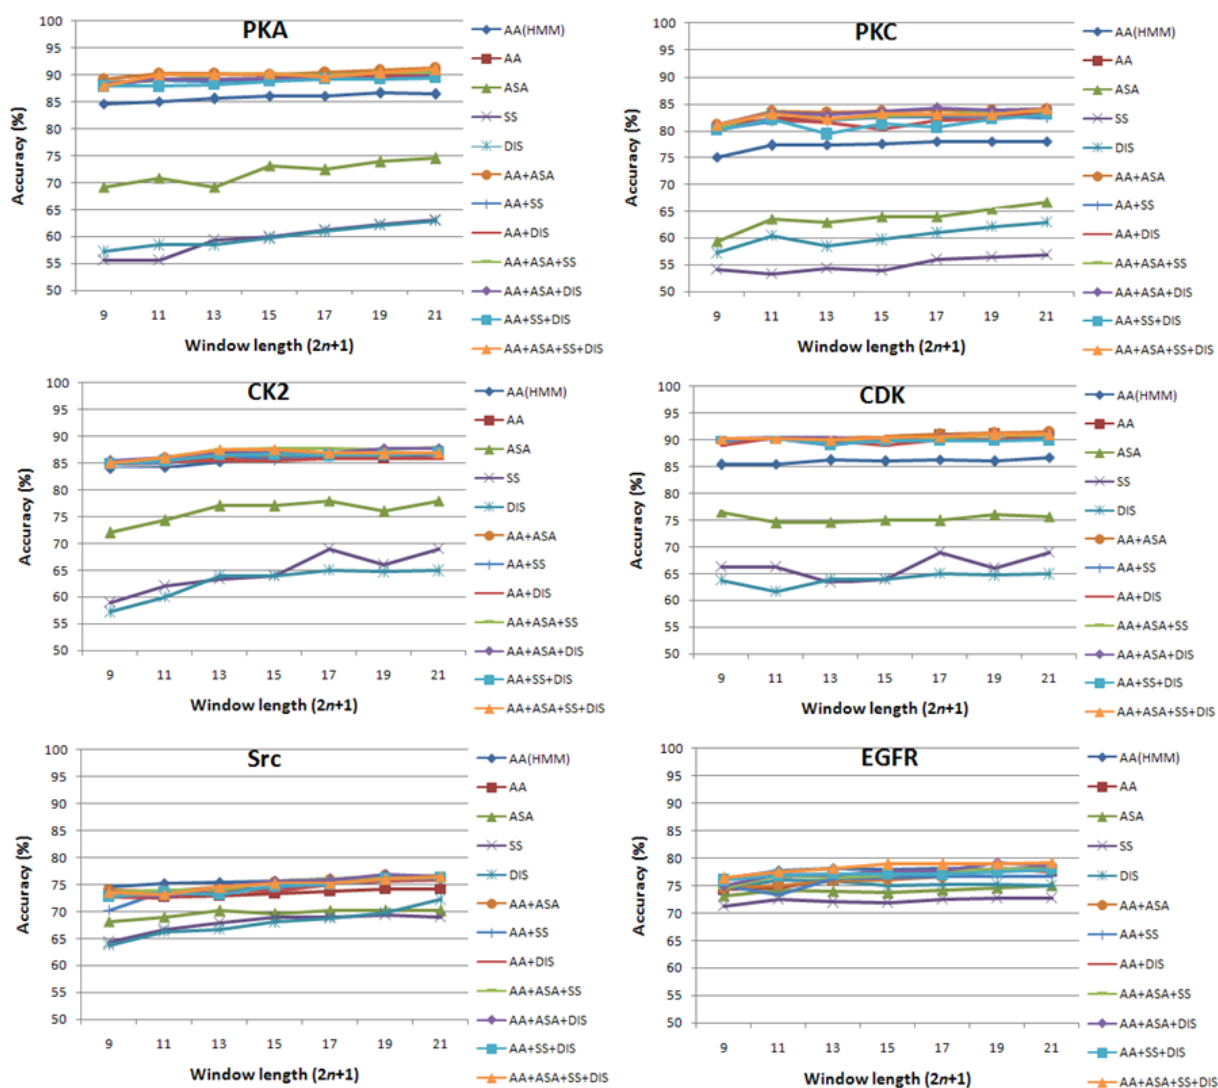 PKA
Accuracy (%)
100
95
90
85
80
75
70
65
60
55
50
9 11 13 15 17 19 21
Window length (2n+1)
AA(HMM)
AA
ASA
SS
DIS
AA+ASA
AA+SS
AA+DIS
AA+ASA+SS
AA+ASA+DIS
AA+SS+DIS
AA+ASA+SS+DIS
PKC
Accuracy (%)
100
95
90
85
80
75
70
65
60
55
50
9 11 13 15 17 19 21
Window length (2n+1)
AA(HMM)
AA
ASA
SS
DIS
AA+ASA
AA+SS
AA+DIS
AA+ASA+SS
AA+ASA+DIS
AA+SS+DIS
AA+ASA+SS+DIS
CK2
Accuracy (%)
100
95
90
85
80
75
70
65
60
55
50
9 11 13 15 17 19 21
Window length (2n+1)
AA(HMM)
AA
ASA
SS
DIS
AA+ASA
AA+SS
AA+DIS
AA+ASA+SS
AA+ASA+DIS
AA+SS+DIS
AA+ASA+SS+DIS
CDK
Accuracy (%)
100
95
90
85
80
75
70
65
60
55
50
9 11 13 15 17 19 21
Window length (2n+1)
AA(HMM)
AA
ASA
SS
DIS
AA+ASA
AA+SS
AA+DIS
AA+ASA+SS
AA+ASA+DIS
AA+SS+DIS
AA+ASA+SS+DIS
Src
Accuracy (%)
100
95
90
85
80
75
70
65
60
55
50
9 11 13 15 17 19 21
Window length (2n+1)
AA(HMM)
AA
ASA
SS
DIS
AA+ASA
AA+SS
AA+DIS
AA+ASA+SS
AA+ASA+DIS
AA+SS+DIS
AA+ASA+SS+DIS
EGFR
Accuracy (%)
100
95
90
85
80
75
70
65
60
55
50
9 11 13 15 17 19 21
Window length (2n+1)
AA(HMM)
AA
ASA
SS
DIS
AA+ASA
AA+SS
AA+DIS
AA+ASA+SS
AA+ASA+DIS
AA+SS+DIS
AA+ASA+SS+DIS